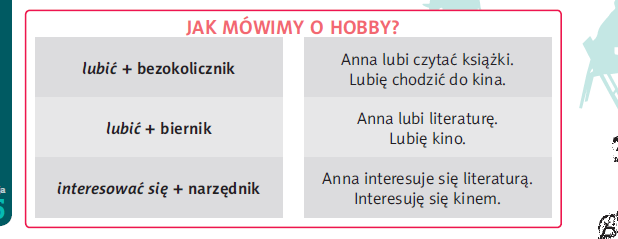 JAK MÓWIMY O HOBBY?
lubić + bezokolicznik
Anna lubi czytać książki.
Lubię chodzić do kina.
lubić + biernik
Anna lubi literaturę.
Lubię kino.
interesować się + narzędnik
Anna interesuje się literaturą.
Interesuję się kinem.